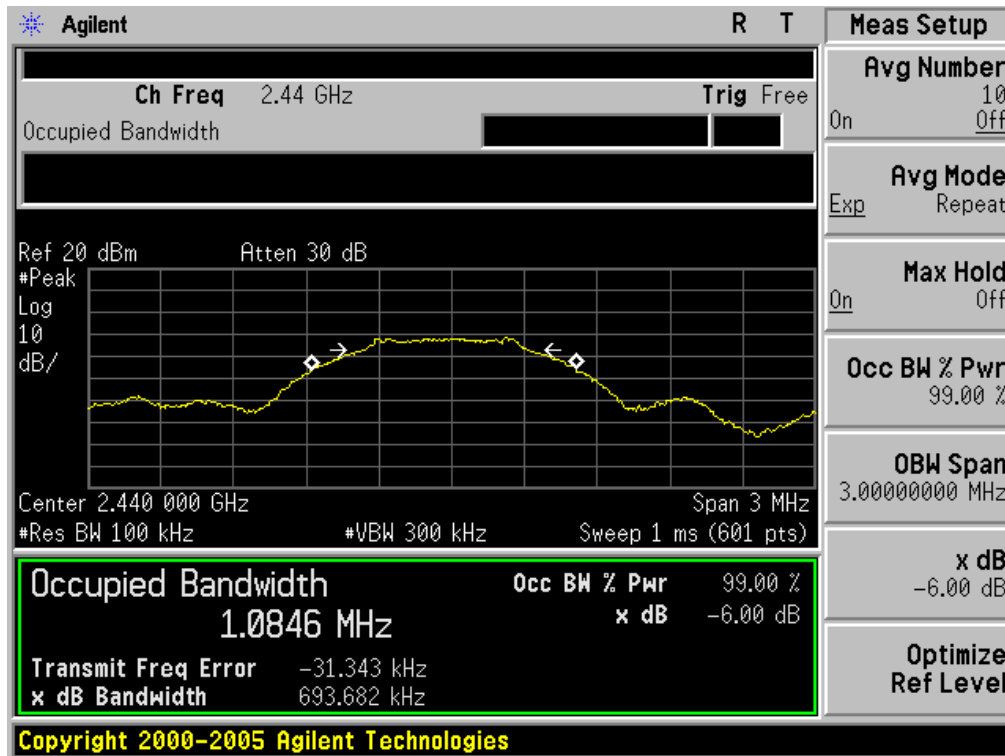 Agilent R T
Ch Freq 2.44 GHz Trig Free
Occupied Bandwidth
Ref 20 dBm Atten 30 dB
#Peak
Log
10
dB/
Center 2.440 000 GHz Span 3 MHz
#Res BW 100 kHz #VBW 300 kHz Sweep 1 ms (601 pts)
Occupied Bandwidth Occ BW % Pwr 99.00 %
1.0846 MHz x dB -6.00 dB
Transmit Freq Error -31.343 kHz
x dB Bandwidth 693.682 kHz
Copyright 2000-2005 Agilent Technologies
Meas Setup
Avg Number
10
On Off
Avg Mode
Exp Repeat
Max Hold
On Off
Occ BW % Pwr
99.00 %
OBW Span
3.00000000 MHz
x dB
-6.00 dB
Optimize
Ref Level